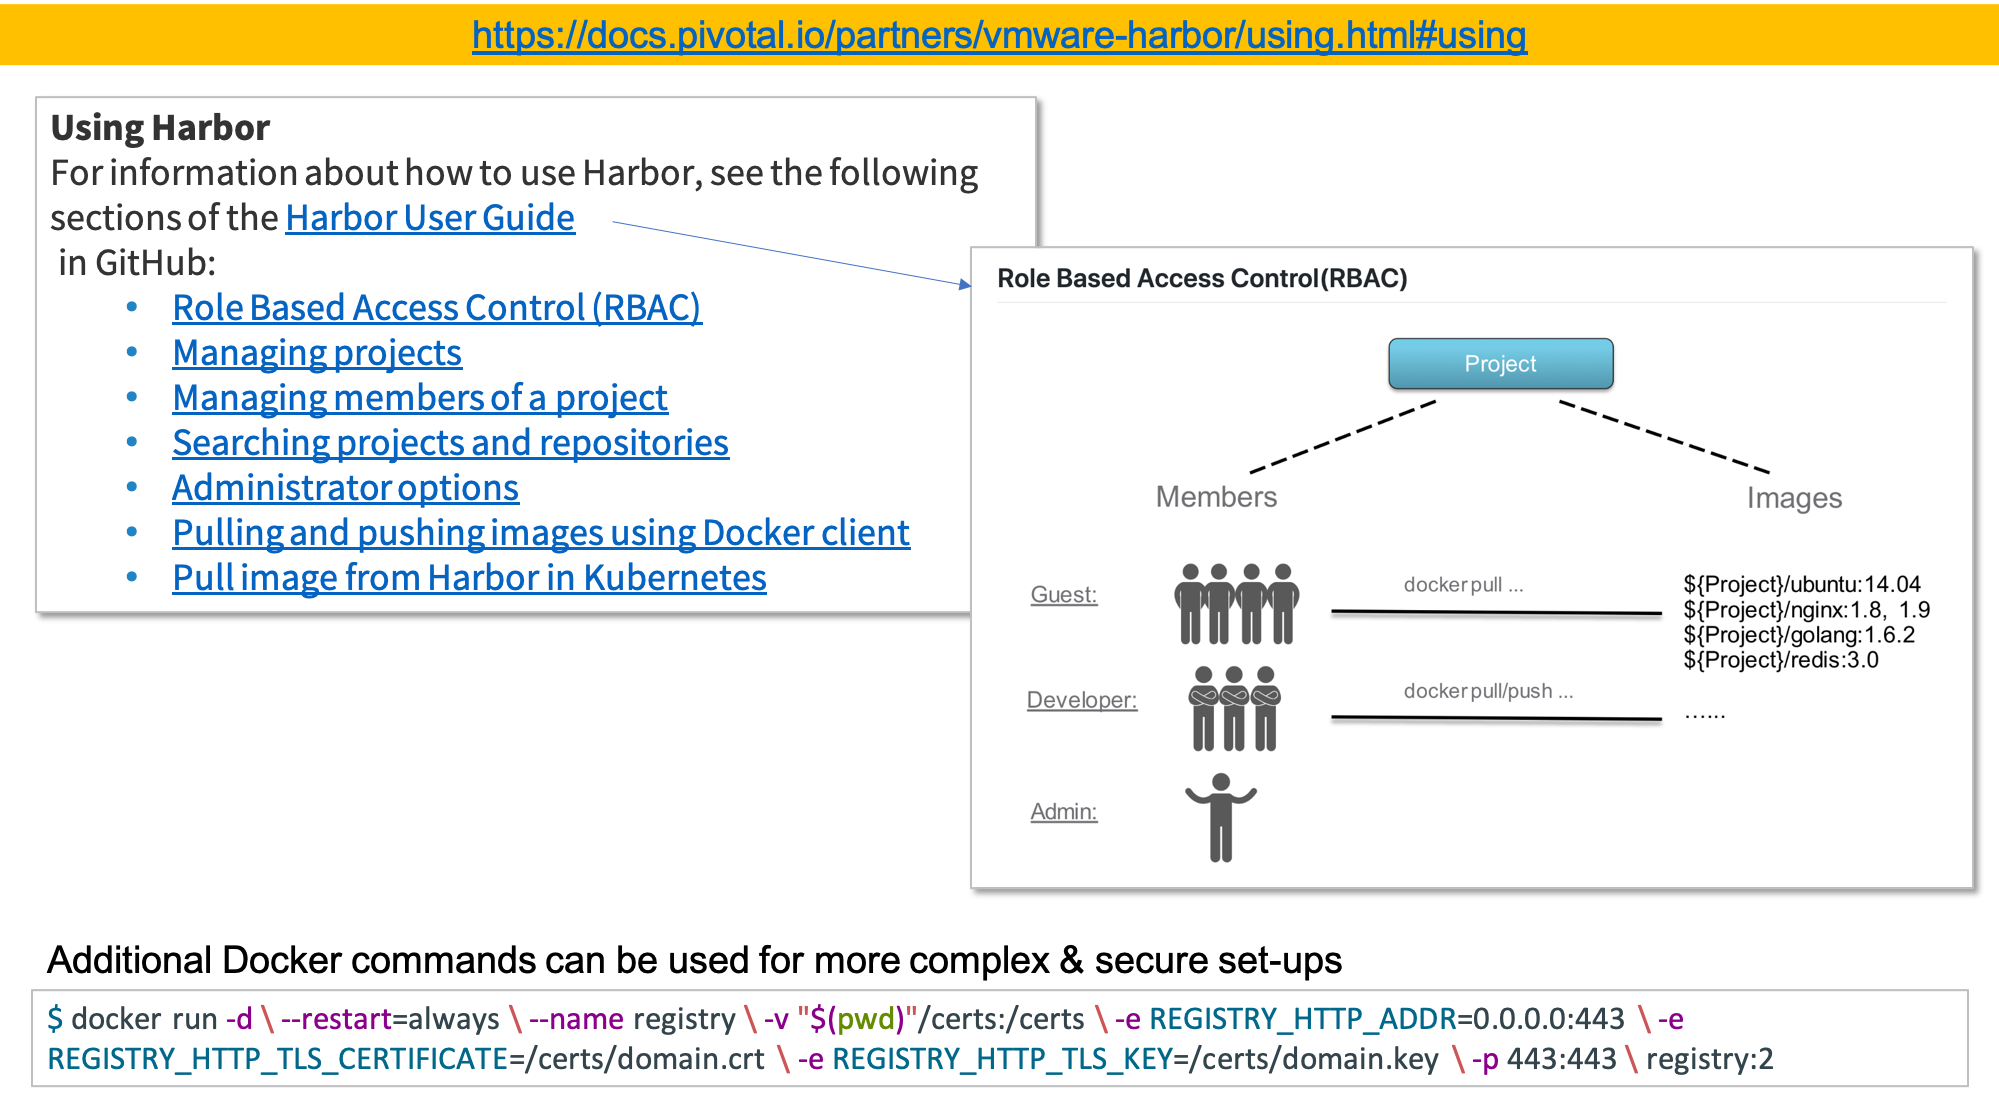 https://docs.pivotal.io/partners/vmware-harbor/using.html#using
Using Harbor
For information about how to use Harbor, see the following
sections of the Harbor User Guide
in GitHub:
• Role Based Access Control (RBAC)
• Managing projects
• Managing members of a project
• Searching projects and repositories
• Administrator options
• Pulling and pushing images using Docker client
• Pull image from Harbor in Kubernetes
Role Based Access Control(RBAC)
Project
Members
Images
Guest:
docker pull ...
${Project}/ubuntu:14.04
${Project}/nginx:1.8, 1.9
${Project}/golang:1.6.2
${Project}/redis:3.0
Developer:
docker pull/push ...
......
Admin:
Additional Docker commands can be used for more complex & secure set-ups
$ docker run -d \ --restart=always \ --name registry \ -v "$(pwd)"/certs:/certs \ -e REGISTRY_HTTP_ADDR=0.0.0.0:443 \ -e
REGISTRY_HTTP_TLS_CERTIFICATE=/certs/domain.crt \ -e REGISTRY_HTTP_TLS_KEY=/certs/domain.key \ -p 443:443 \ registry:2